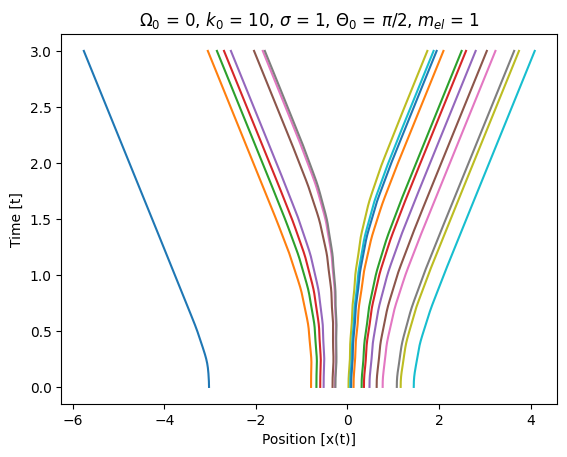 Ω₀ = 0, k₀ = 10, σ = 1, Θ₀ = π/2, mₑₗ = 1
3.0
2.5
2.0
1.5
1.0
0.5
0.0
Time [t]
−6 −4 −2 0 2 4
Position [x(t)]